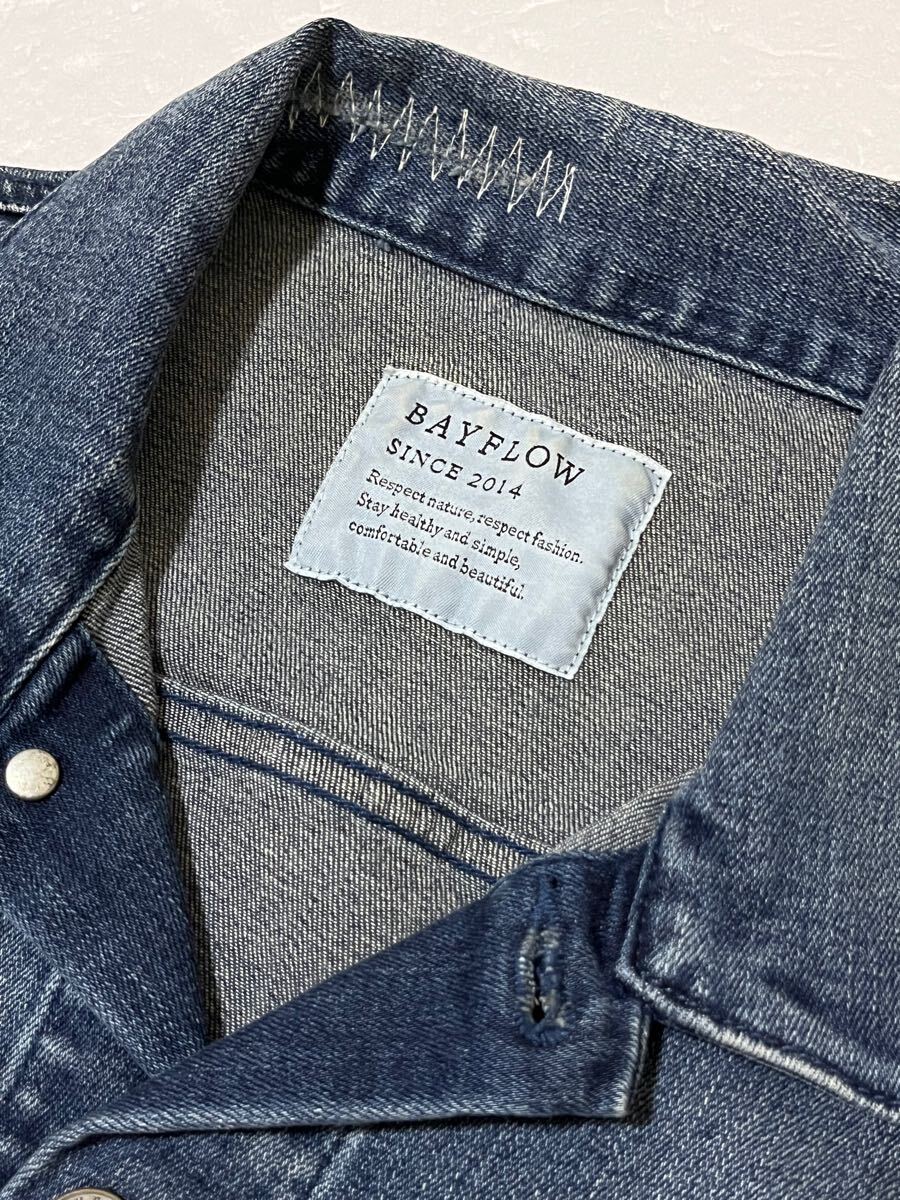 BAYFLOW
SINCE 2014
Respect nature, respect fashion.
Stay healthy and simple,
comfortable and beautiful.